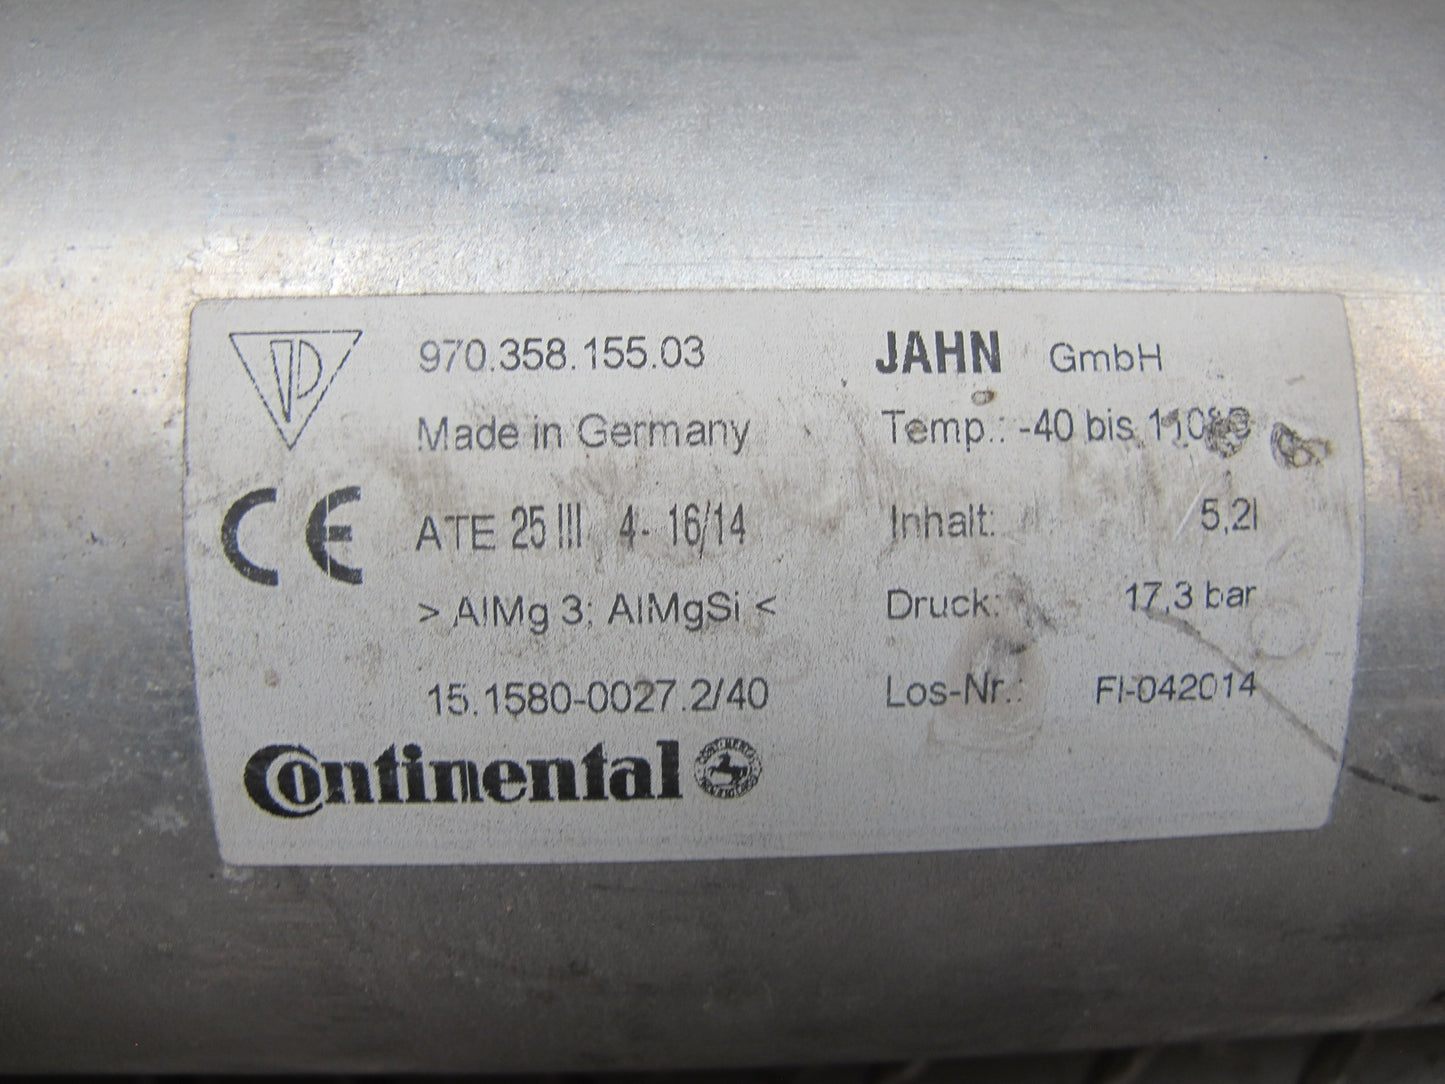 970.358.155.03
Made in Germany
ATE 25 III 4- 16/14
> AlMg 3; AlMgSi <
15.1580-0027.2/40
Continental
JAHN GmbH
Temp.: -40 bis 110°C
Inhalt: 5,2l
Druck: 17,3 bar
Los-Nr.: FI-042014
CE